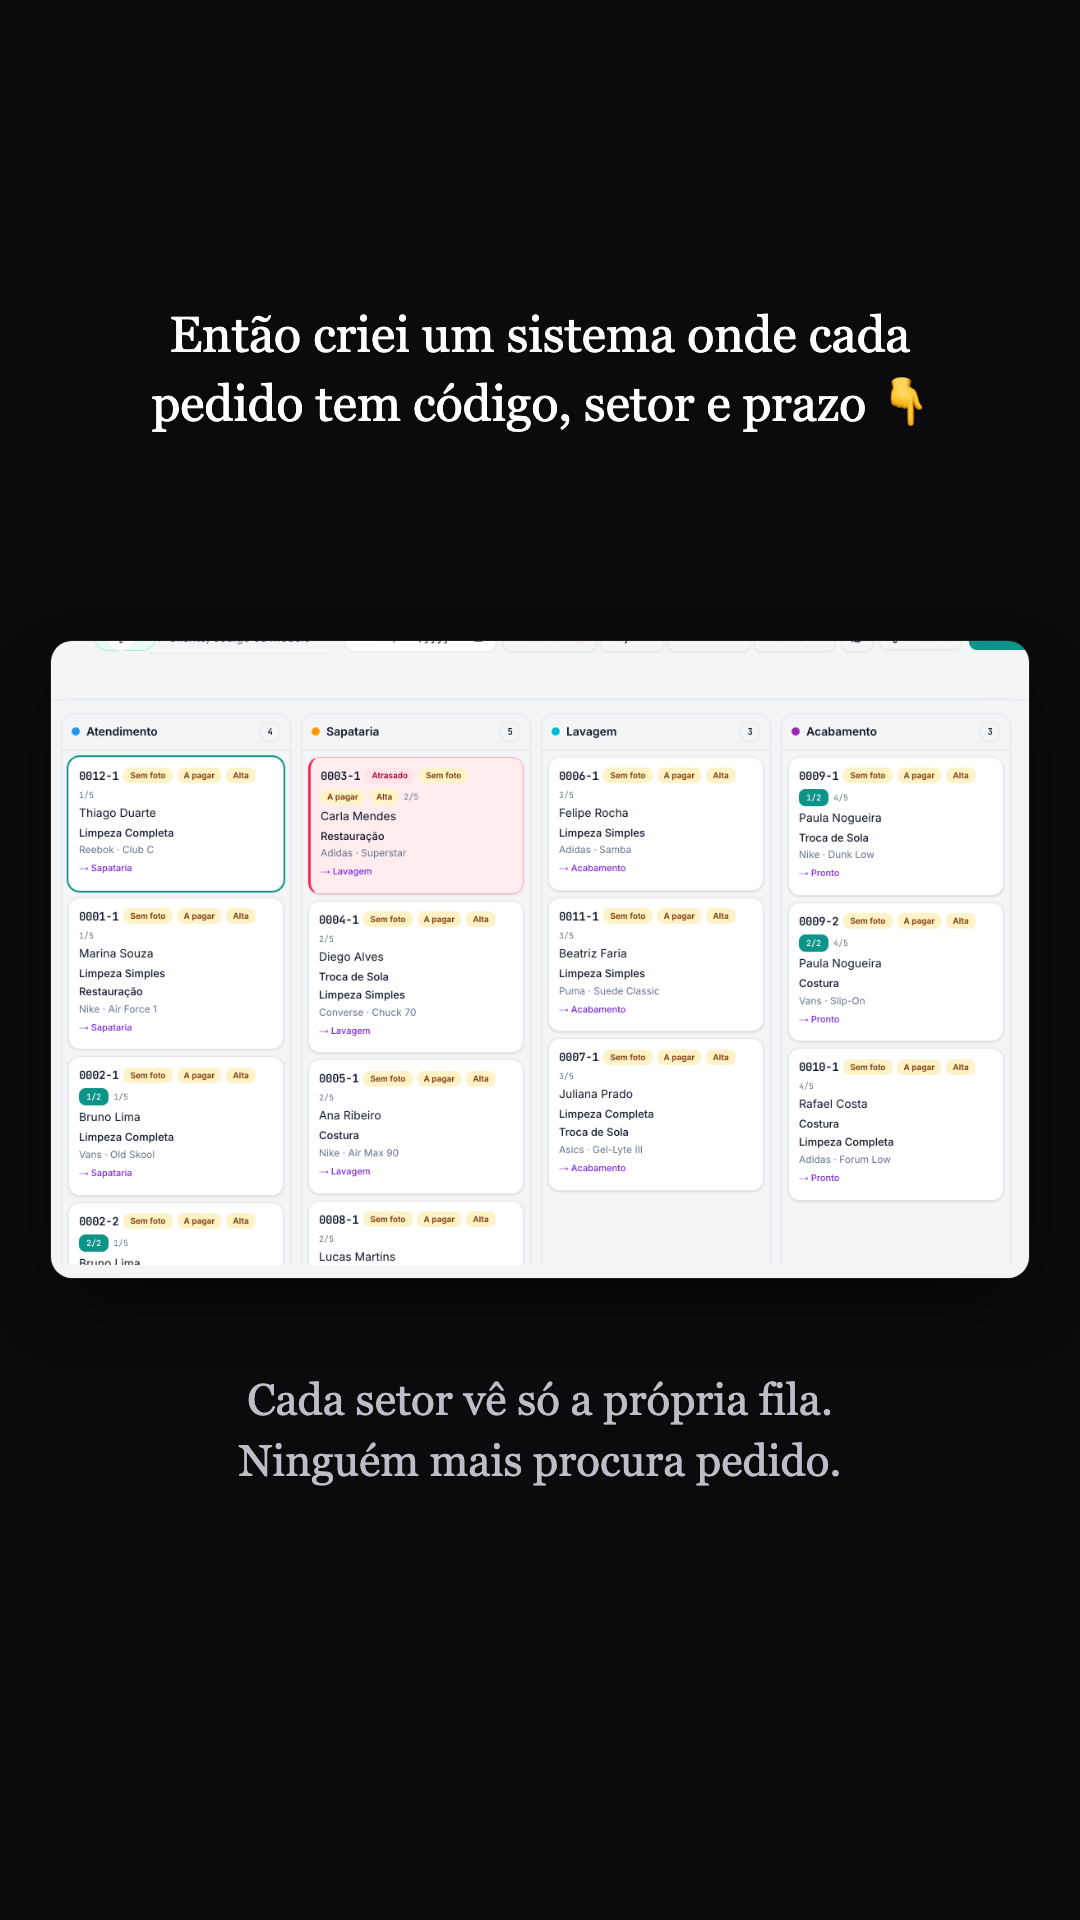 Então criei um sistema onde cada
pedido tem código, setor e prazo 👇
Atendimento 4
0012-1 Sem foto A pagar Alta
1/5
Thiago Duarte
Limpeza Completa
Reebok · Club C
→ Sapataria
0001-1 Sem foto A pagar Alta
1/5
Marina Souza
Limpeza Simples
Restauração
Nike · Air Force 1
→ Sapataria
0002-1 Sem foto A pagar Alta
1/2 1/5
Bruno Lima
Limpeza Completa
Vans · Old Skool
→ Sapataria
0002-2 Sem foto A pagar Alta
2/2 1/5
Bruno Lima
Sapataria 5
0003-1 Atrasado Sem foto
A pagar Alta 2/5
Carla Mendes
Restauração
Adidas · Superstar
→ Lavagem
0004-1 Sem foto A pagar Alta
2/5
Diego Alves
Troca de Sola
Limpeza Simples
Converse · Chuck 70
→ Lavagem
0005-1 Sem foto A pagar Alta
2/5
Ana Ribeiro
Costura
Nike · Air Max 90
→ Lavagem
0008-1 Sem foto A pagar Alta
2/5
Lucas Martins
Lavagem 3
0006-1 Sem foto A pagar Alta
3/5
Felipe Rocha
Limpeza Simples
Adidas · Samba
→ Acabamento
0011-1 Sem foto A pagar Alta
3/5
Beatriz Faria
Limpeza Simples
Puma · Suede Classic
→ Acabamento
0007-1 Sem foto A pagar Alta
3/5
Juliana Prado
Limpeza Completa
Troca de Sola
Asics · Gel-Lyte III
→ Acabamento
Acabamento 3
0009-1 Sem foto A pagar Alta
1/2 4/5
Paula Nogueira
Troca de Sola
Nike · Dunk Low
→ Pronto
0009-2 Sem foto A pagar Alta
2/2 4/5
Paula Nogueira
Costura
Vans · Slip-On
→ Pronto
0010-1 Sem foto A pagar Alta
4/5
Rafael Costa
Costura
Limpeza Completa
Adidas · Forum Low
→ Pronto
Cada setor vê só a própria fila.
Ninguém mais procura pedido.